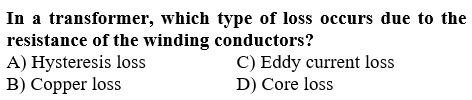 In a transformer, which type of loss occurs due to the
resistance of the winding conductors?
A) Hysteresis loss C) Eddy current loss
B) Copper loss D) Core loss